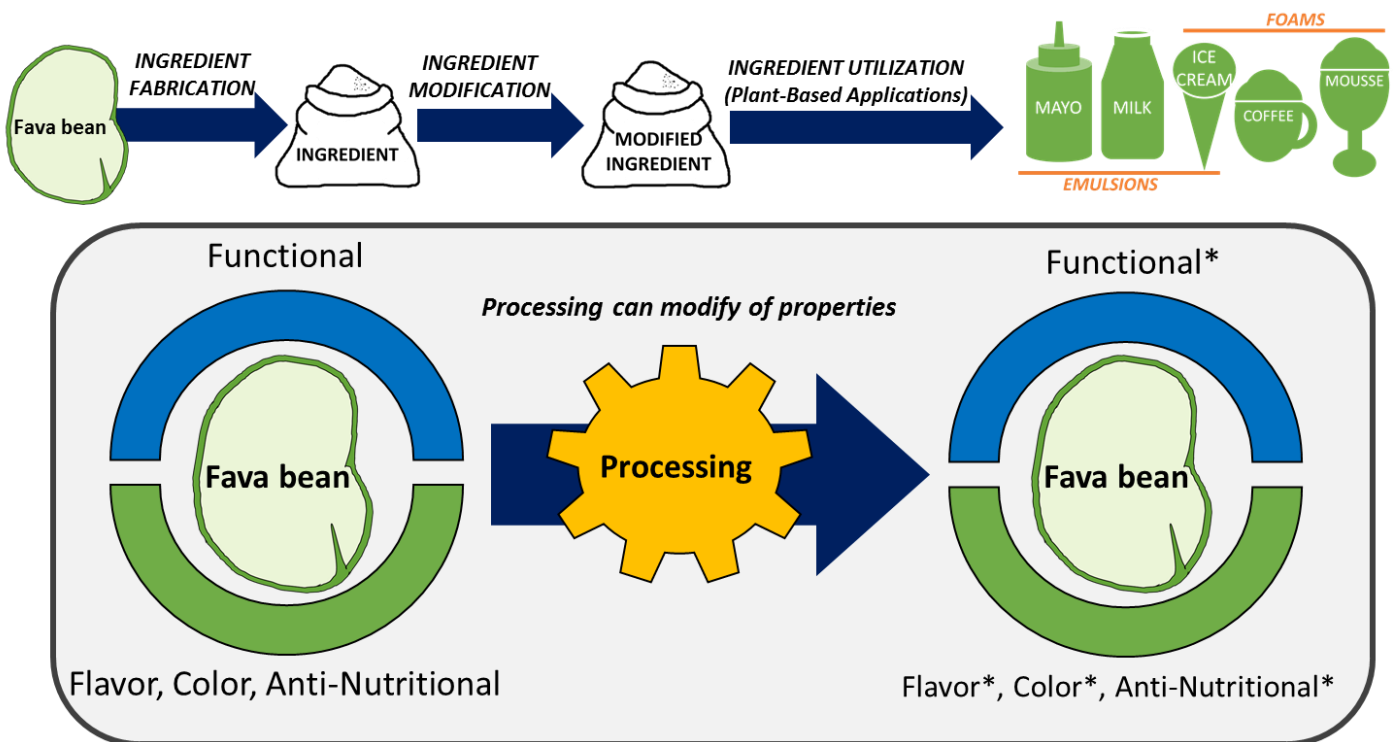 FOAMS
INGREDIENT
FABRICATION
INGREDIENT
MODIFICATION
INGREDIENT UTILIZATION
(Plant-Based Applications)
Fava bean
INGREDIENT
MODIFIED
INGREDIENT
MAYO
MILK
ICE
CREAM
COFFEE
MOUSSE
EMULSIONS
Functional
Functional*
Processing can modify of properties
Fava bean
Processing
Fava bean
Flavor, Color, Anti-Nutritional
Flavor*, Color*, Anti-Nutritional*